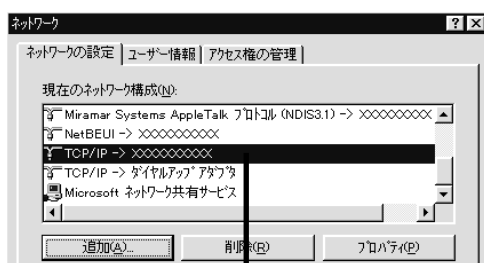 ネットワーク
ネットワークの設定 ユーザー情報 アクセス権の管理
現在のネットワーク構成(N):
Miramar Systems AppleTalk プロトコル (NDIS3.1) -> XXXXXXXXX
NetBEUI -> XXXXXXXXXX
TCP/IP -> XXXXXXXXXX
TCP/IP -> ダイヤルアップ アダプタ
Microsoft ネットワーク共有サービス
追加(A)... 削除(R) プロパティ(P)